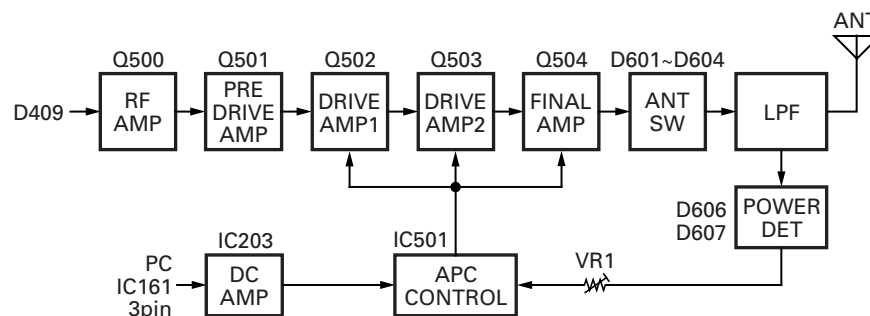 ANT
Q500
Q501
Q502
Q503
Q504
D601~D604
D409
RF
AMP
PRE
DRIVE
AMP
DRIVE
AMP1
DRIVE
AMP2
FINAL
AMP
ANT
SW
LPF
D606
D607
POWER
DET
PC
IC161
3pin
IC203
DC
AMP
IC501
APC
CONTROL
VR1